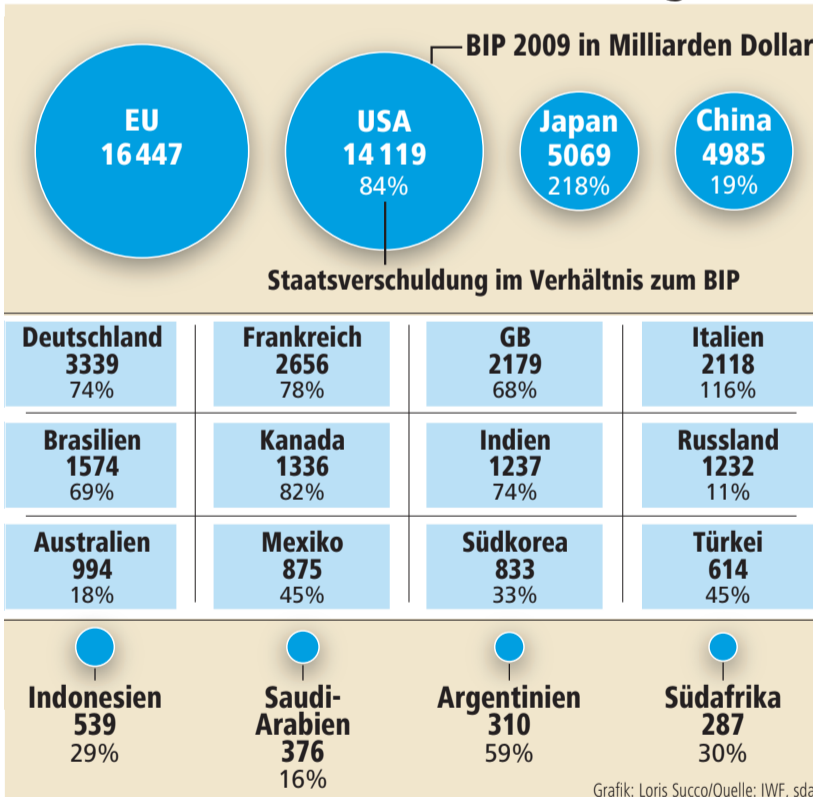 BIP 2009 in Milliarden Dollar
EU
16 447
USA
14 119
84%
Japan
5069
218%
China
4985
19%
Staatsverschuldung im Verhältnis zum BIP
Deutschland
3339
74%
Frankreich
2656
78%
GB
2179
68%
Italien
2118
116%
Brasilien
1574
69%
Kanada
1336
82%
Indien
1237
74%
Russland
1232
11%
Australien
994
18%
Mexiko
875
45%
Südkorea
833
33%
Türkei
614
45%
Indonesien
539
29%
Saudi-
Arabien
376
16%
Argentinien
310
59%
Südafrika
287
30%
Grafik: Loris Succo/Quelle: IWF, sda